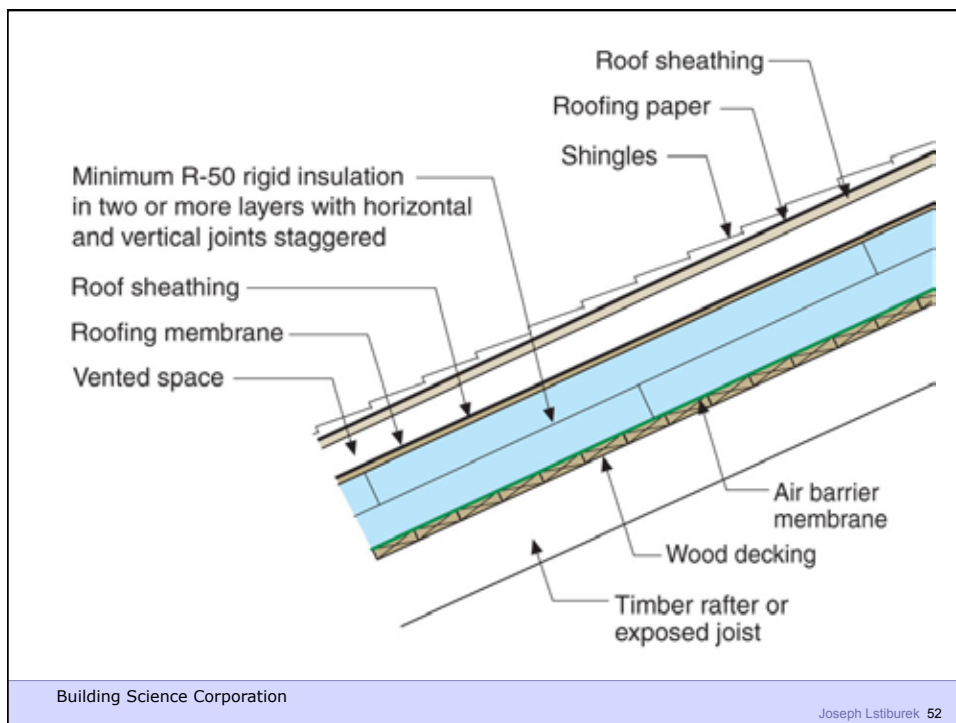 Roof sheathing
Roofing paper
Shingles
Minimum R-50 rigid insulation
in two or more layers with horizontal
and vertical joints staggered
Roof sheathing
Roofing membrane
Vented space
Air barrier
membrane
Wood decking
Timber rafter or
exposed joist
Building Science Corporation
Joseph Lstiburek 52